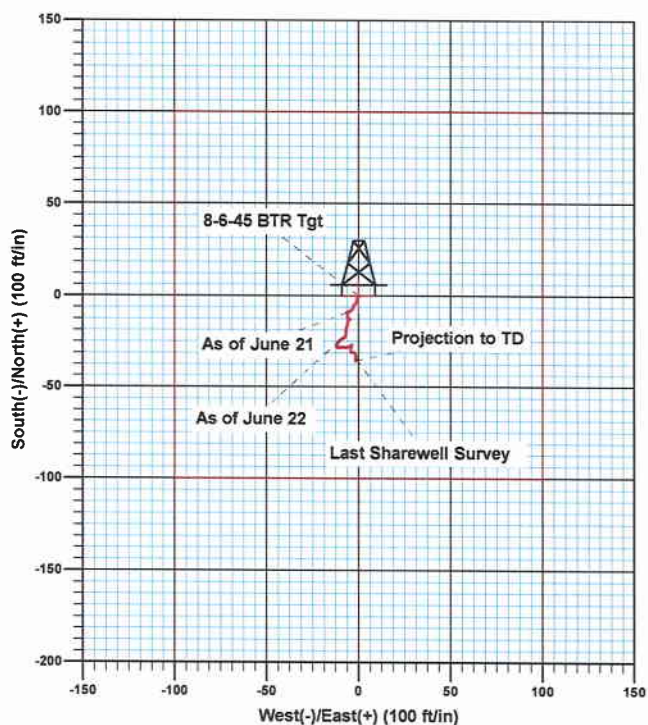 150
100
50
8-6-45 BTR Tgt
0
As of June 21
Projection to TD
-50
As of June 22
Last Sharewell Survey
-100
-150
-200
South(-)/North(+) (100 ft/in)
-150
-100
-50
0
50
100
150
West(-)/East(+) (100 ft/in)